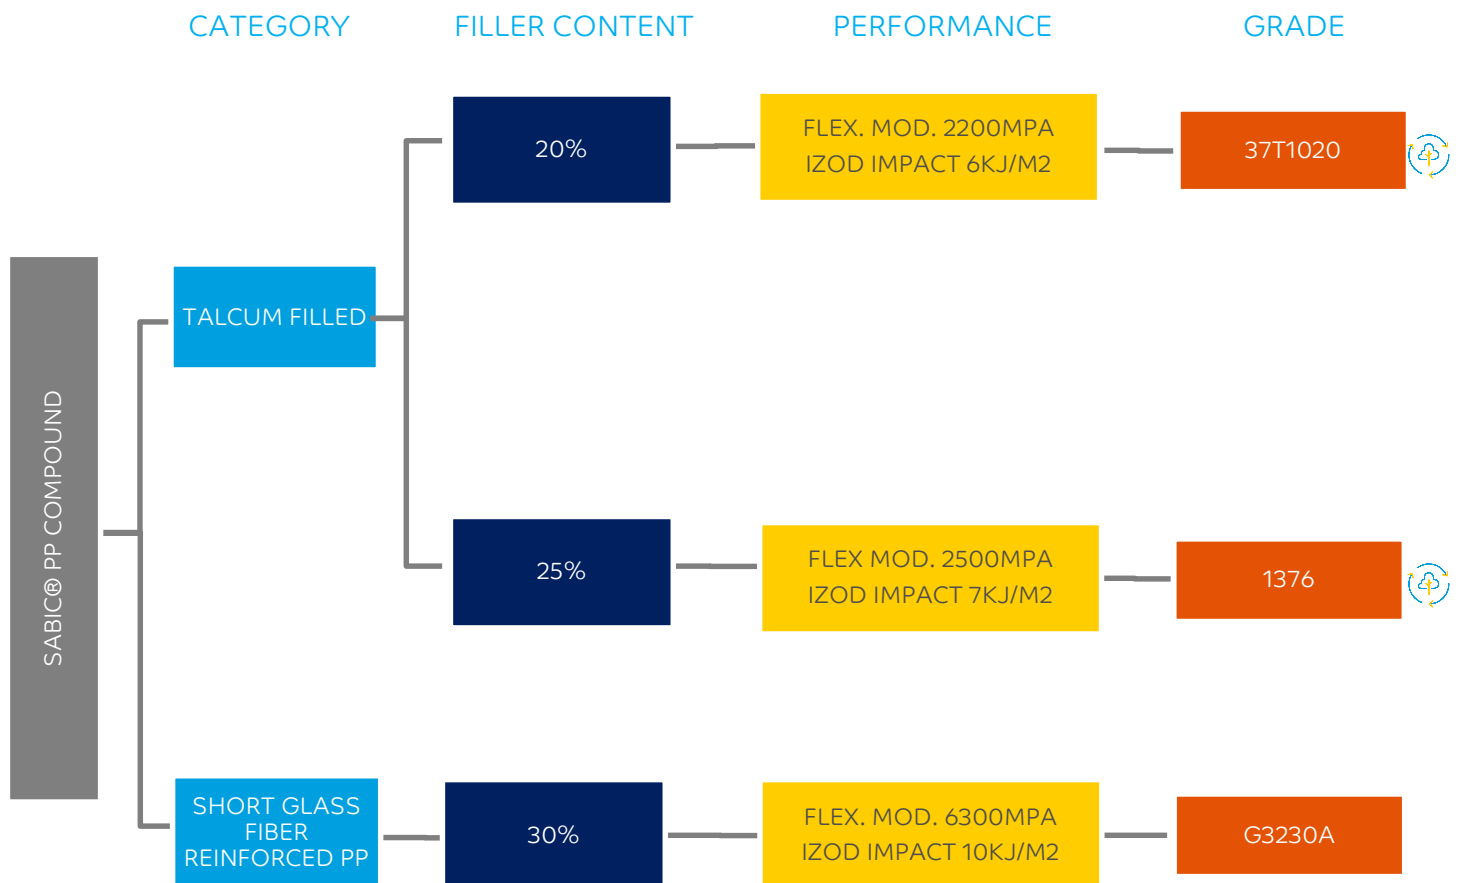 CATEGORY
FILLER CONTENT
PERFORMANCE
GRADE
SABIC® PP COMPOUND
TALCUM FILLED
20%
FLEX. MOD. 2200MPA
IZOD IMPACT 6KJ/M2
37T1020
25%
FLEX MOD. 2500MPA
IZOD IMPACT 7KJ/M2
1376
SHORT GLASS
FIBER
REINFORCED PP
30%
FLEX. MOD. 6300MPA
IZOD IMPACT 10KJ/M2
G3230A